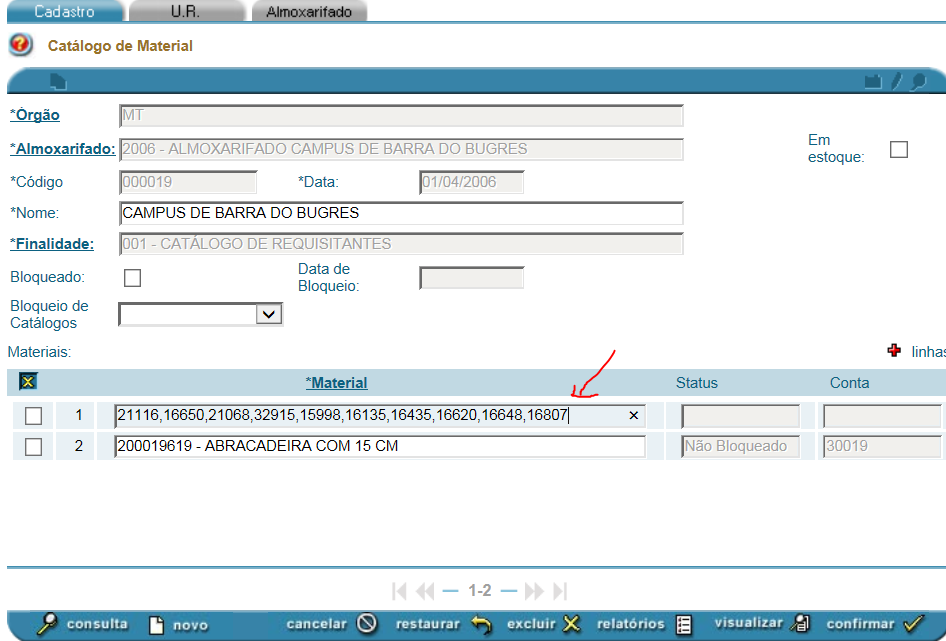 Cadastro U.R. Almoxarifado
Catálogo de Material
*Órgão MT
*Almoxarifado: 2006 - ALMOXARIFADO CAMPUS DE BARRA DO BUGRES Em estoque:
*Código 000019 *Data: 01/04/2006
*Nome: CAMPUS DE BARRA DO BUGRES
*Finalidade: 001 - CATÁLOGO DE REQUISITANTES
Bloqueado: Data de Bloqueio:
Bloqueio de Catálogos
Materiais: linhas
*Material Status Conta
1 21116,16650,21068,32915,15998,16135,16435,16620,16648,16807
2 200019619 - ABRACADEIRA COM 15 CM Não Bloqueado 30019
1-2
consulta novo cancelar restaurar excluir relatórios visualizar confirmar